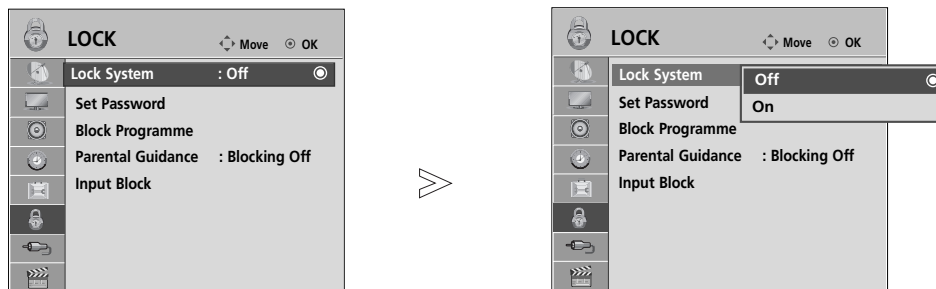 LOCK
Move OK
Lock System : Off
Set Password
Block Programme
Parental Guidance : Blocking Off
Input Block
LOCK
Move OK
Lock System
Off
On
Set Password
Block Programme
Parental Guidance : Blocking Off
Input Block